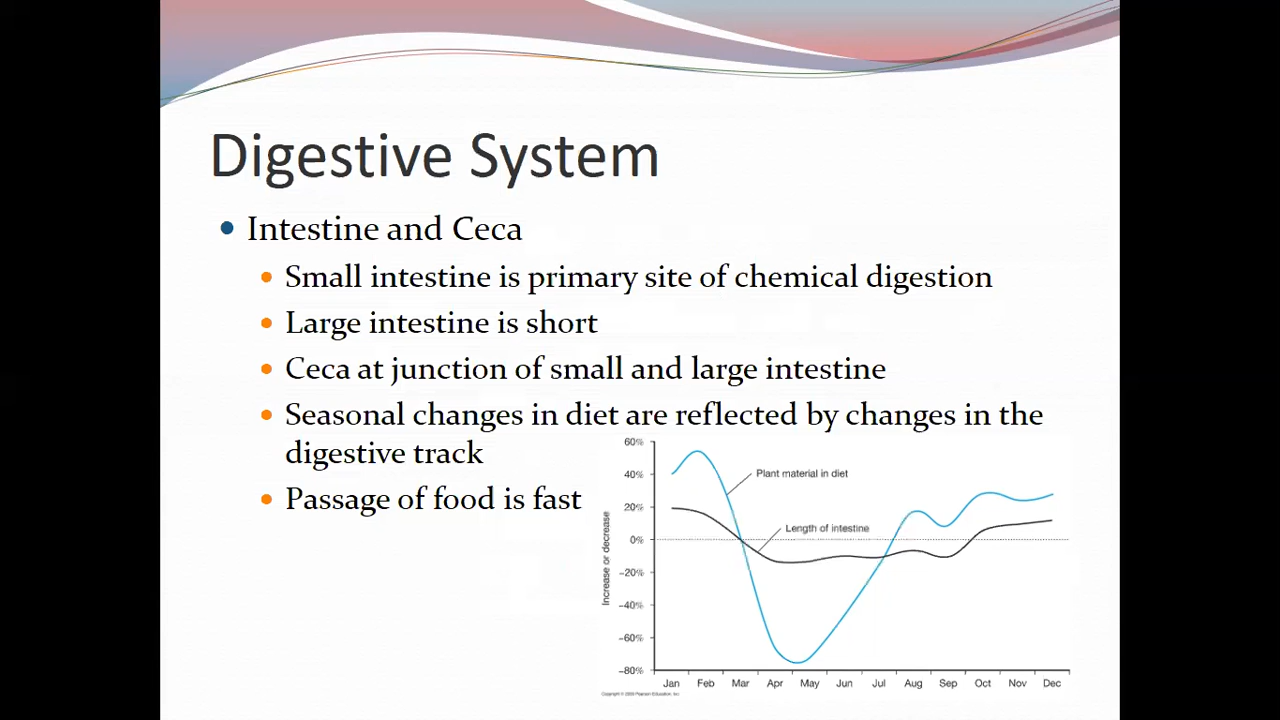 Digestive System
Intestine and Ceca
Small intestine is primary site of chemical digestion
Large intestine is short
Ceca at junction of small and large intestine
Seasonal changes in diet are reflected by changes in the
digestive track
Passage of food is fast
60%
40%
20%
0%
−20%
−40%
−60%
−80%
Increase or decrease
Plant material in diet
Length of intestine
Jan Feb Mar Apr May Jun Jul Aug Sep Oct Nov Dec